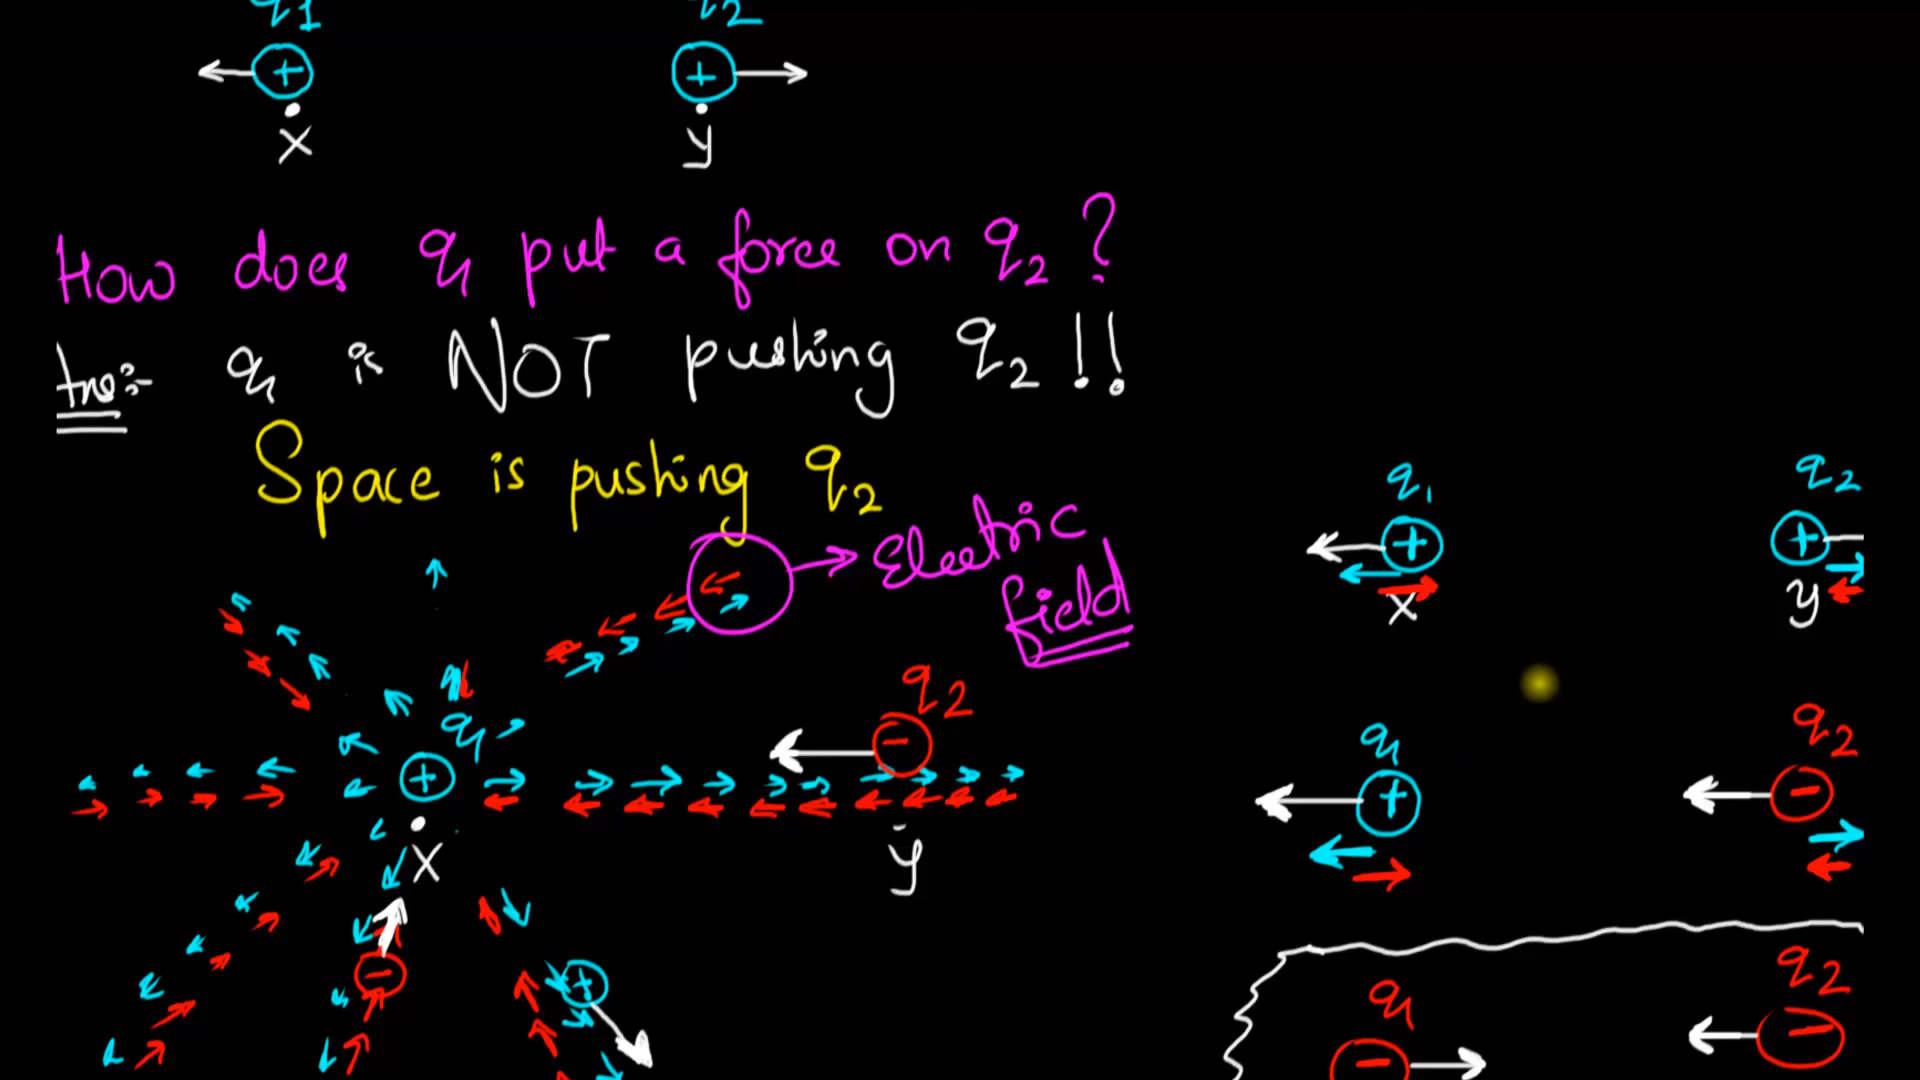 q1 q2
+ +
x y
How does q1 put a force on q2?
Ans:- q1 is NOT pushing q2!!
Space is pushing q2
Electric
field
q1
+
x
q2
-
y
-
+
q1 q2
+ +
x y
q1 q2
+ -
q1 q2
- -